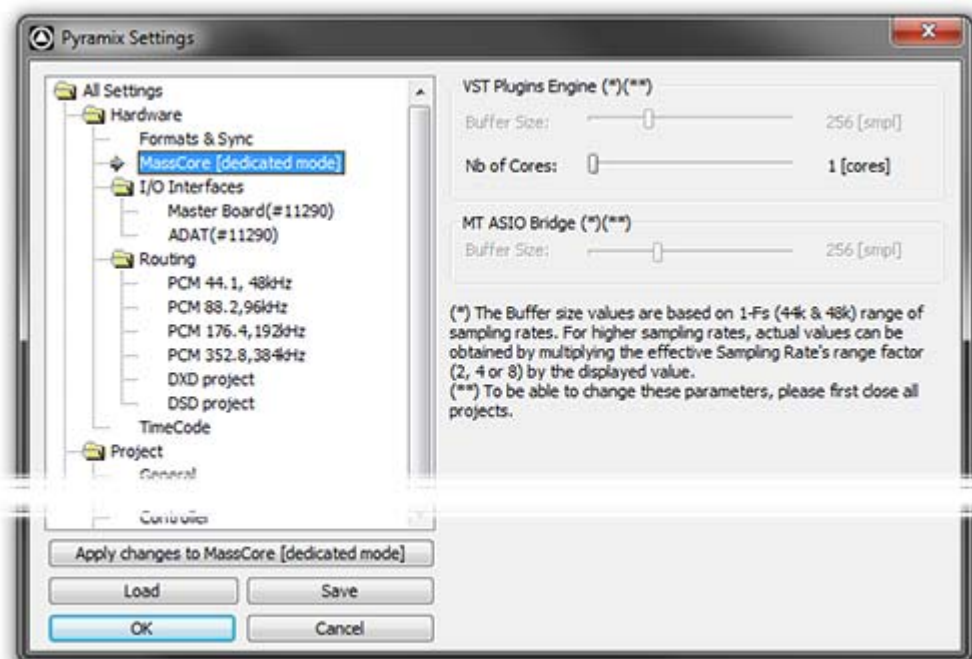 Pyramix Settings
All Settings
Hardware
Formats & Sync
MassCore [dedicated mode]
I/O Interfaces
Master Board(#11290)
ADAT(#11290)
Routing
PCM 44.1, 48kHz
PCM 88.2,96kHz
PCM 176.4,192kHz
PCM 352.8,384kHz
DXD project
DSD project
TimeCode
Project
General
Controller
Apply changes to MassCore [dedicated mode]
Load
Save
OK
Cancel
VST Plugins Engine (*)(**)
Buffer Size: 256 [smpl]
Nb of Cores: 1 [cores]
MT ASIO Bridge (*)(**)
Buffer Size: 256 [smpl]
(*) The Buffer size values are based on 1-Fs (44k & 48k) range of
sampling rates. For higher sampling rates, actual values can be
obtained by multiplying the effective Sampling Rate's range factor
(2, 4 or 8) by the displayed value.
(**) To be able to change these parameters, please first close all
projects.